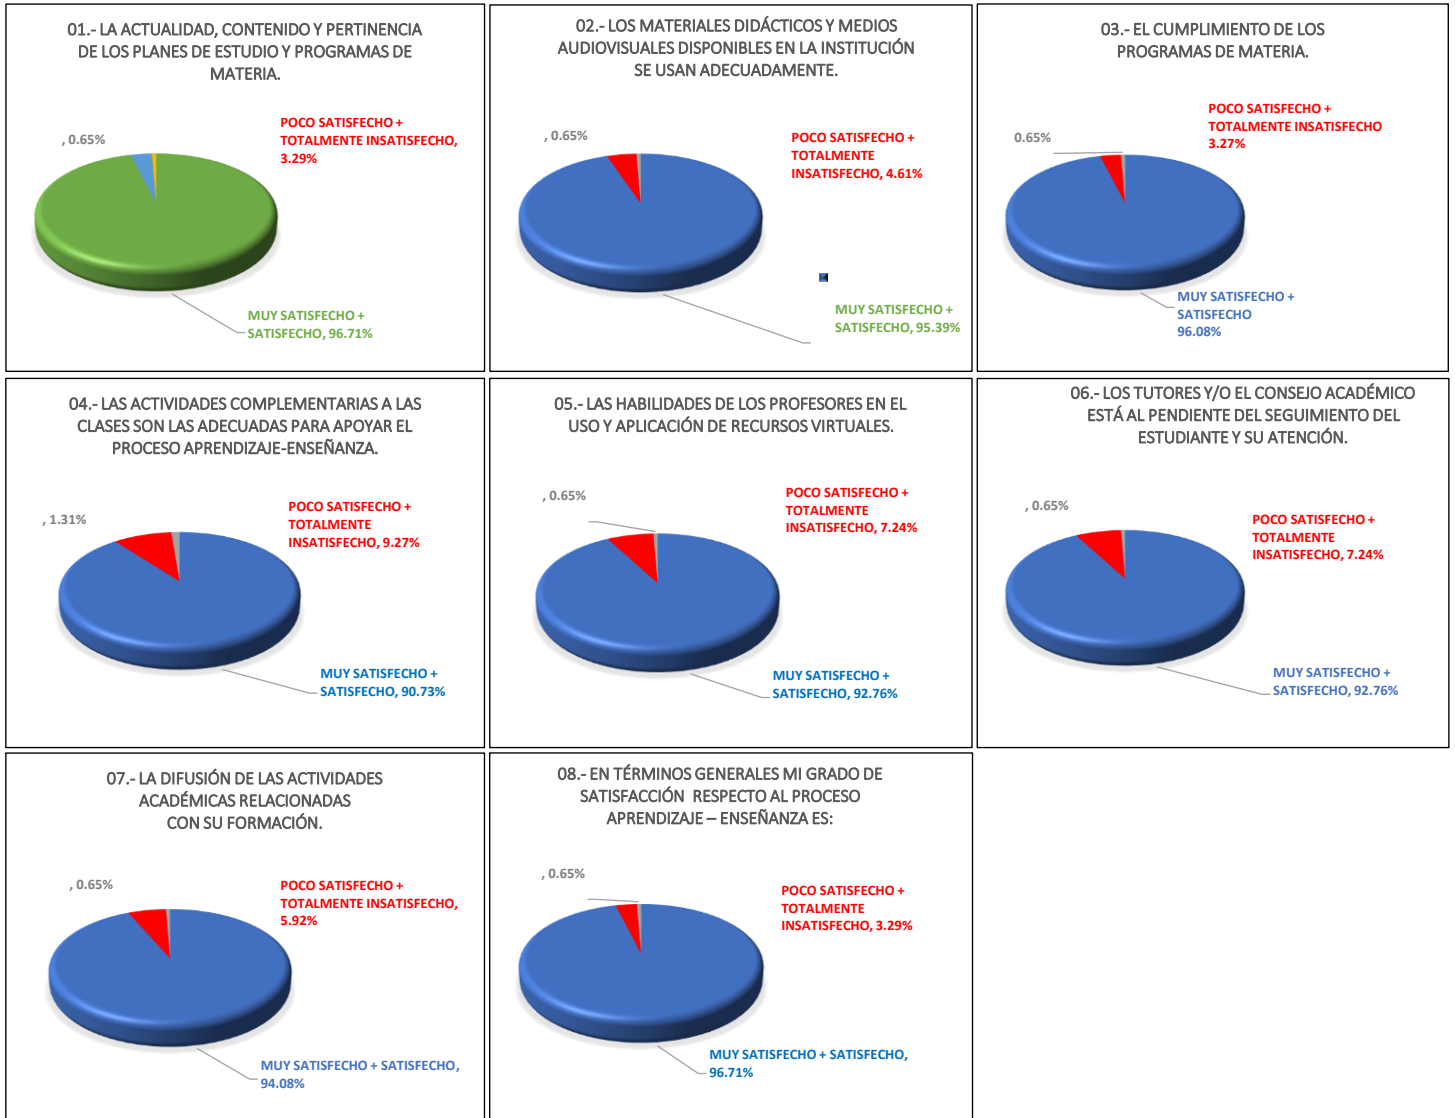 01.- LA ACTUALIDAD, CONTENIDO Y PERTINENCIA
DE LOS PLANES DE ESTUDIO Y PROGRAMAS DE
MATERIA.
, 0.65%
POCO SATISFECHO +
TOTALMENTE INSATISFECHO,
3.29%
MUY SATISFECHO +
SATISFECHO, 96.71%
02.- LOS MATERIALES DIDÁCTICOS Y MEDIOS
AUDIOVISUALES DISPONIBLES EN LA INSTITUCIÓN
SE USAN ADECUADAMENTE.
, 0.65%
POCO SATISFECHO +
TOTALMENTE
INSATISFECHO, 4.61%
MUY SATISFECHO +
SATISFECHO, 95.39%
03.- EL CUMPLIMIENTO DE LOS
PROGRAMAS DE MATERIA.
0.65%
POCO SATISFECHO +
TOTALMENTE INSATISFECHO
3.27%
MUY SATISFECHO +
SATISFECHO
96.08%
04.- LAS ACTIVIDADES COMPLEMENTARIAS A LAS
CLASES SON LAS ADECUADAS PARA APOYAR EL
PROCESO APRENDIZAJE-ENSEÑANZA.
, 1.31%
POCO SATISFECHO +
TOTALMENTE
INSATISFECHO, 9.27%
MUY SATISFECHO +
SATISFECHO, 90.73%
05.- LAS HABILIDADES DE LOS PROFESORES EN EL
USO Y APLICACIÓN DE RECURSOS VIRTUALES.
, 0.65%
POCO SATISFECHO +
TOTALMENTE
INSATISFECHO, 7.24%
MUY SATISFECHO +
SATISFECHO, 92.76%
06.- LOS TUTORES Y/O EL CONSEJO ACADÉMICO
ESTÁ AL PENDIENTE DEL SEGUIMIENTO DEL
ESTUDIANTE Y SU ATENCIÓN.
, 0.65%
POCO SATISFECHO +
TOTALMENTE
INSATISFECHO, 7.24%
MUY SATISFECHO +
SATISFECHO, 92.76%
07.- LA DIFUSIÓN DE LAS ACTIVIDADES
ACADÉMICAS RELACIONADAS
CON SU FORMACIÓN.
, 0.65%
POCO SATISFECHO +
TOTALMENTE INSATISFECHO,
5.92%
MUY SATISFECHO + SATISFECHO,
94.08%
08.- EN TÉRMINOS GENERALES MI GRADO DE
SATISFACCIÓN RESPECTO AL PROCESO
APRENDIZAJE – ENSEÑANZA ES:
, 0.65%
POCO SATISFECHO +
TOTALMENTE
INSATISFECHO, 3.29%
MUY SATISFECHO + SATISFECHO,
96.71%